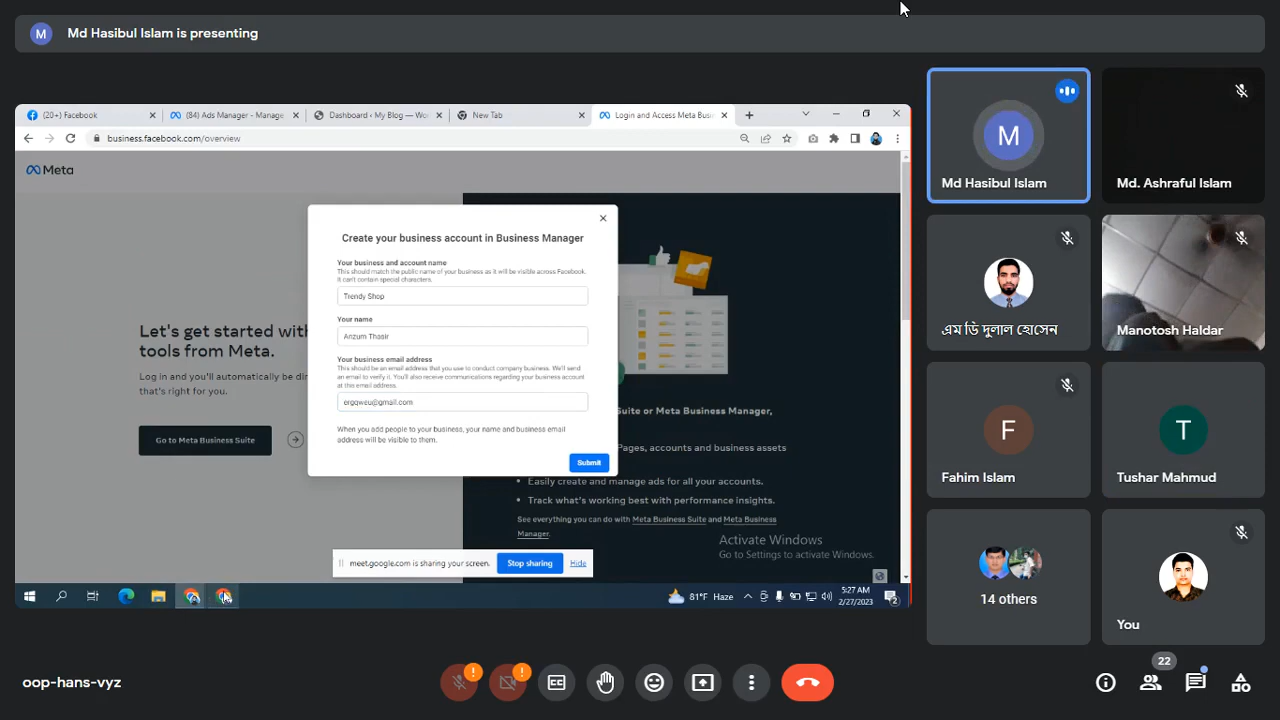 M
Md Hasibul Islam is presenting
(20+) Facebook
(84) Ads Manager - Manage
Dashboard ‹ My Blog — Wo
New Tab
Login and Access Meta Busi
business.facebook.com/overview
Meta
Create your business account in Business Manager
Your business and account name
This should match the public name of your business as it will be visible across Facebook.
It can't contain special characters.
Trendy Shop
Your name
Arizum Thasir
Your business email address
This should be an email address that you use to conduct company business. We'll send
an email to verify it. You'll also receive communications regarding your business account
at this email address.
ergqweu@gmail.com
When you add people to your business, your name and business email
address will be visible to them.
Submit
Let's get started with
tools from Meta.
Log in and you'll automatically be di
that's right for you.
Go to Meta Business Suite
Suite or Meta Business Manager,
Pages, accounts and business assets
• Easily create and manage ads for all your accounts.
• Track what's working best with performance insights.
See everything you can do with Meta Business Suite and Meta Business
Manager.
Activate Windows
Go to Settings to activate Windows.
meet.google.com is sharing your screen.
Stop sharing
Hide
81°F Haze
5:27 AM
2/27/2023
2
M
Md Hasibul Islam
Md. Ashraful Islam
এম ডি দুলাল হোসেন
Manotosh Haldar
F
Fahim Islam
T
Tushar Mahmud
14 others
You
oop-hans-vyz
!
!
CC
22